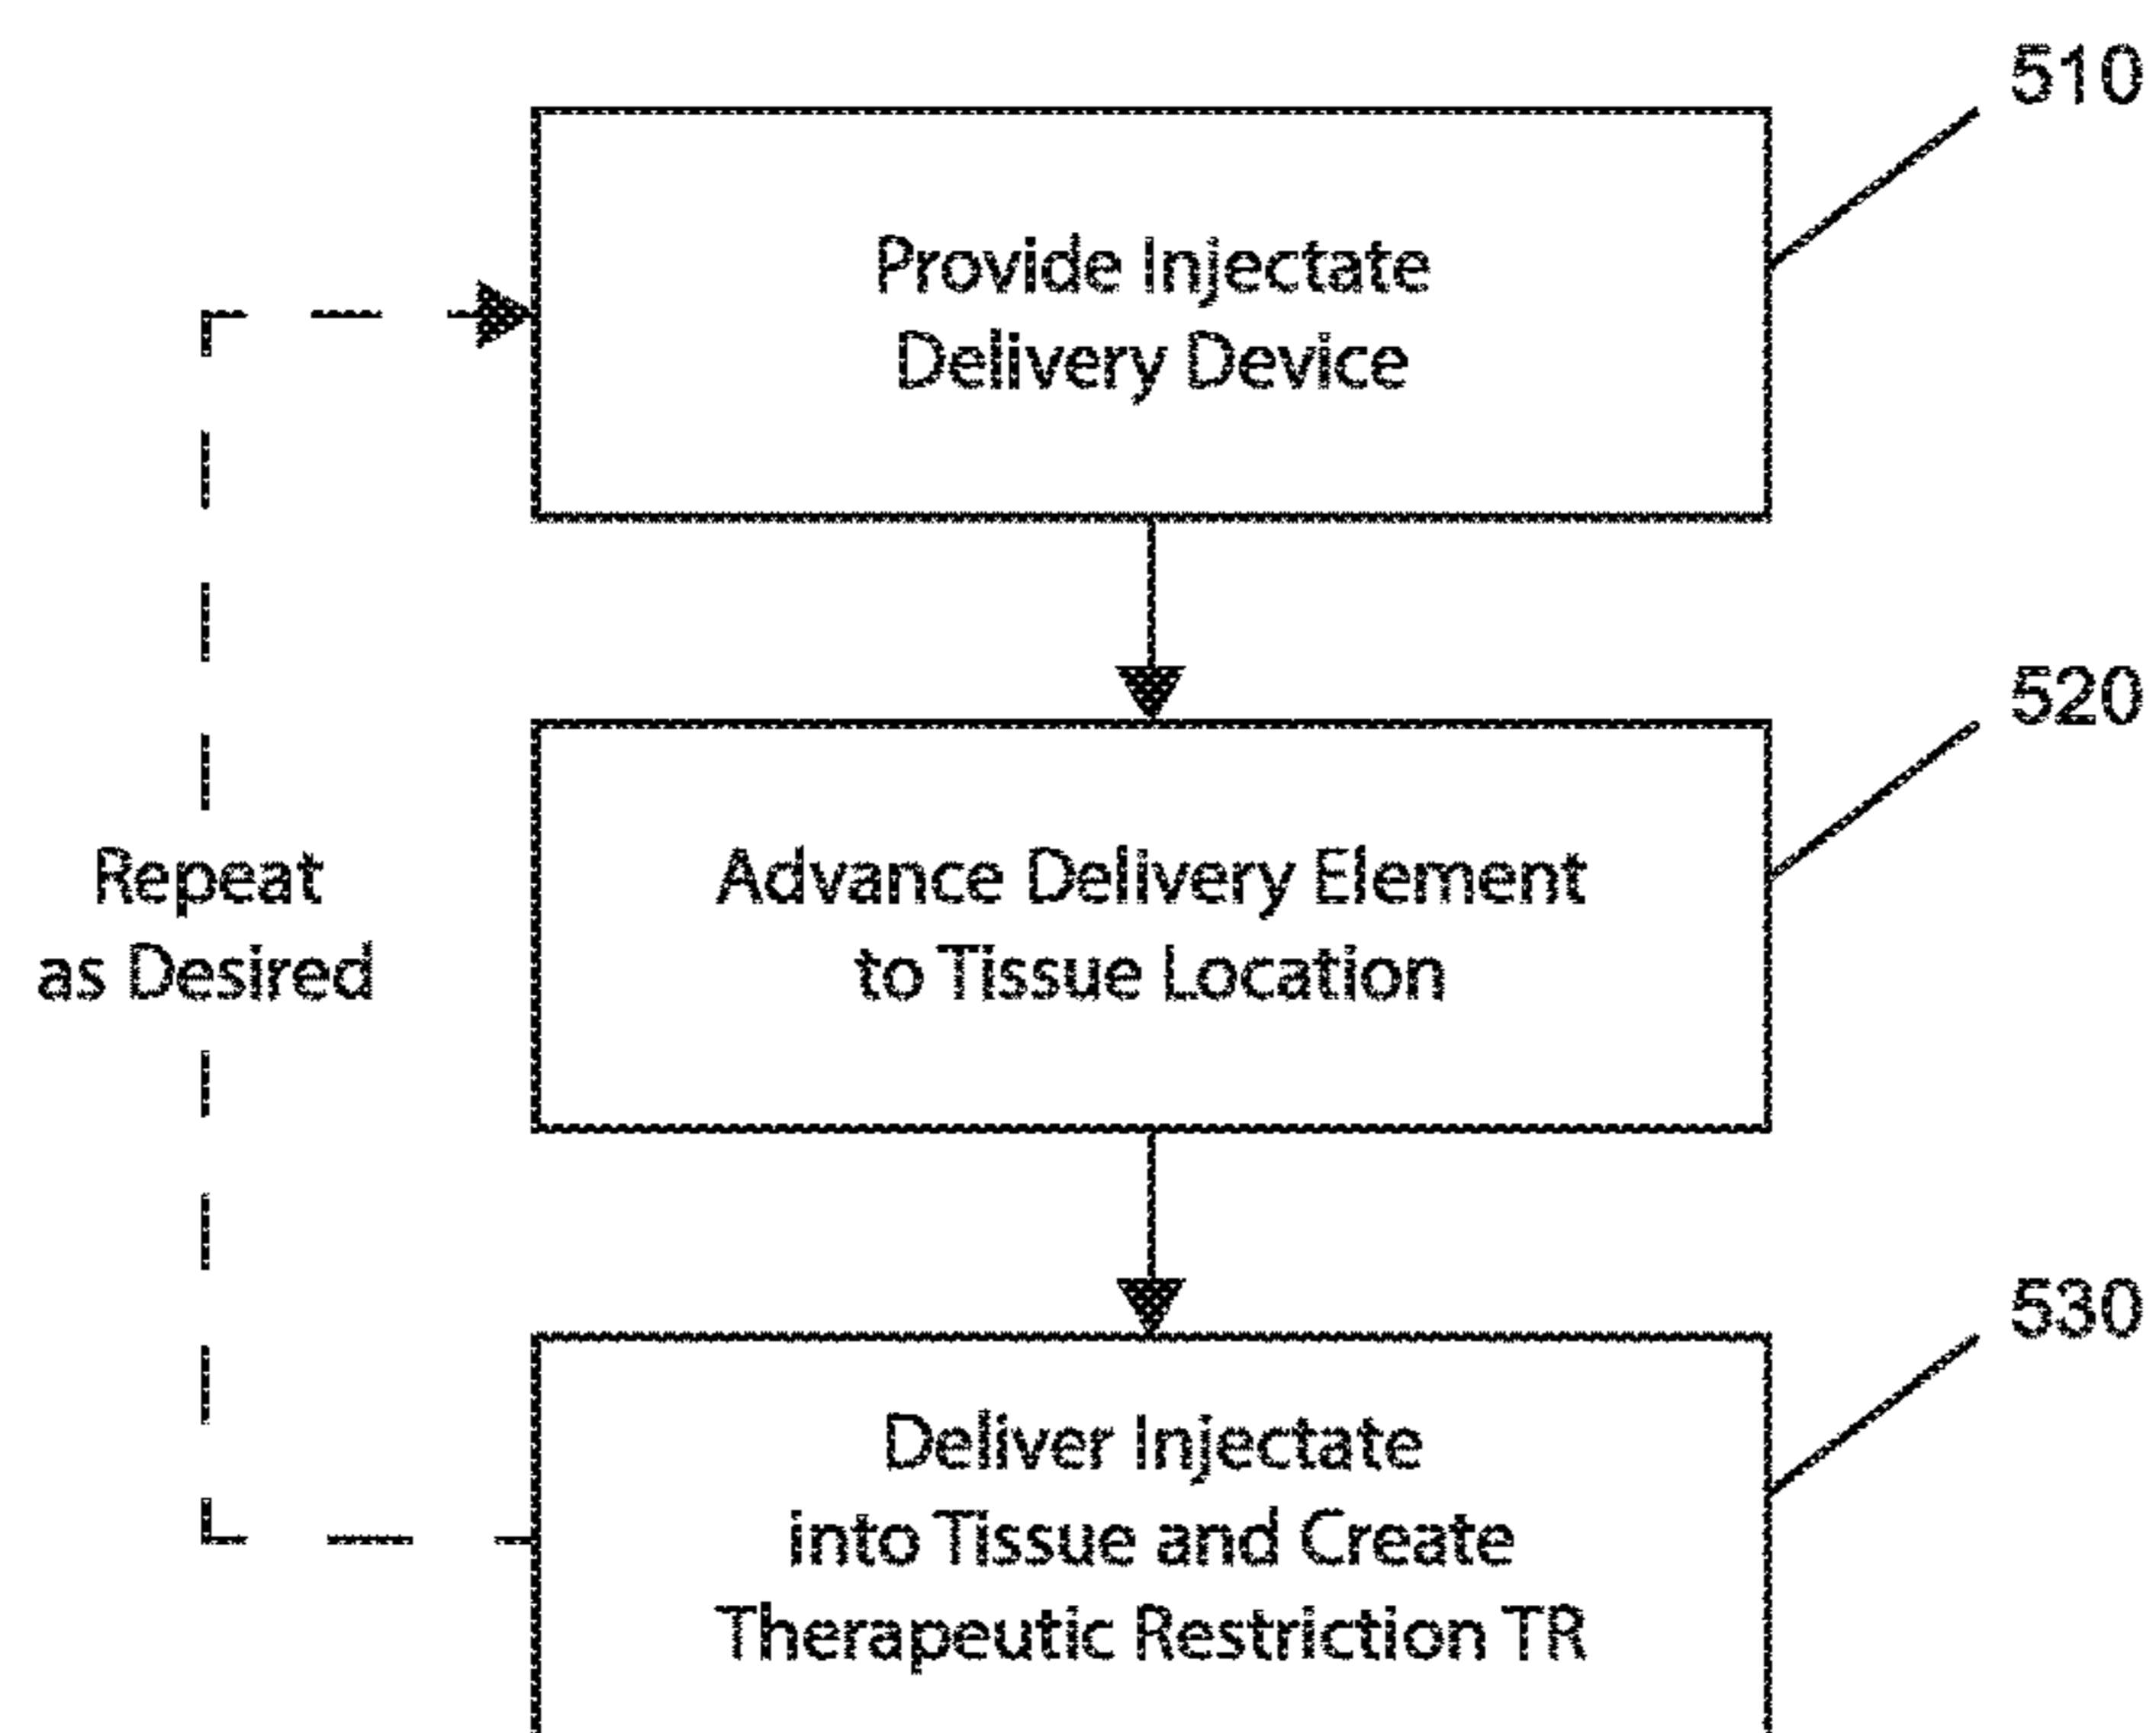 510
Provide Injectate
Delivery Device
520
Repeat
as Desired
Advance Delivery Element
to Tissue Location
530
Deliver Injectate
into Tissue and Create
Therapeutic Restriction TR